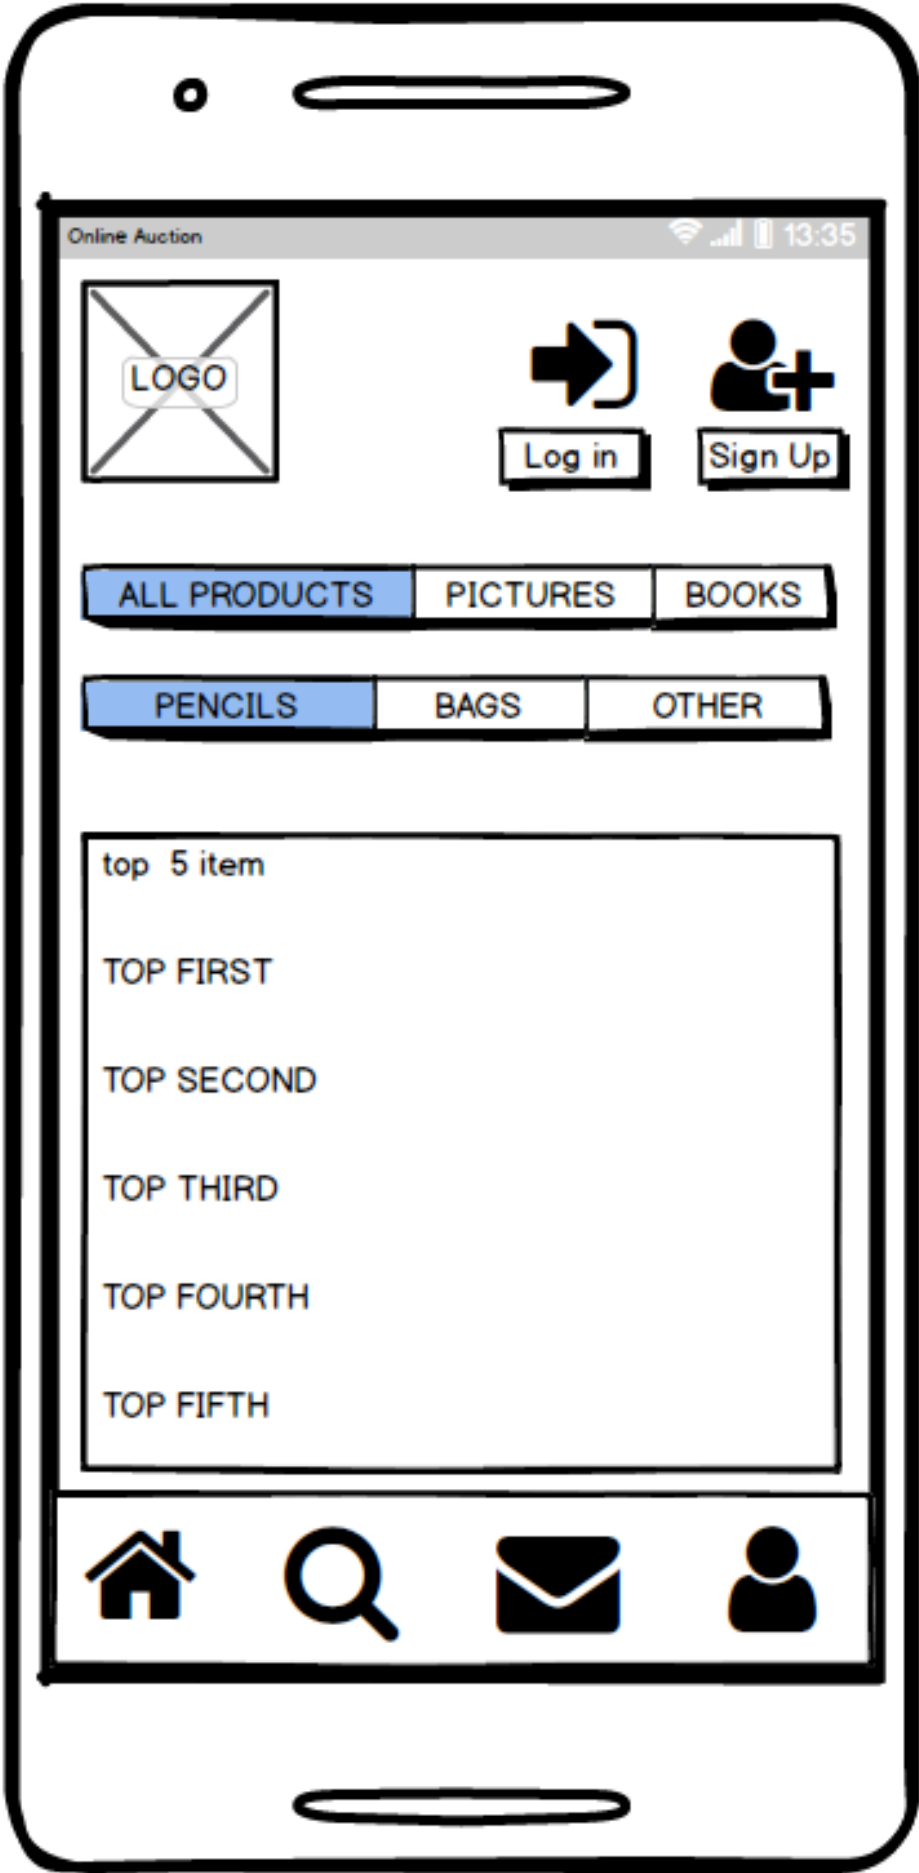 Online Auction 13:35
LOGO
Log in Sign Up
ALL PRODUCTS PICTURES BOOKS
PENCILS BAGS OTHER
top 5 item
TOP FIRST
TOP SECOND
TOP THIRD
TOP FOURTH
TOP FIFTH